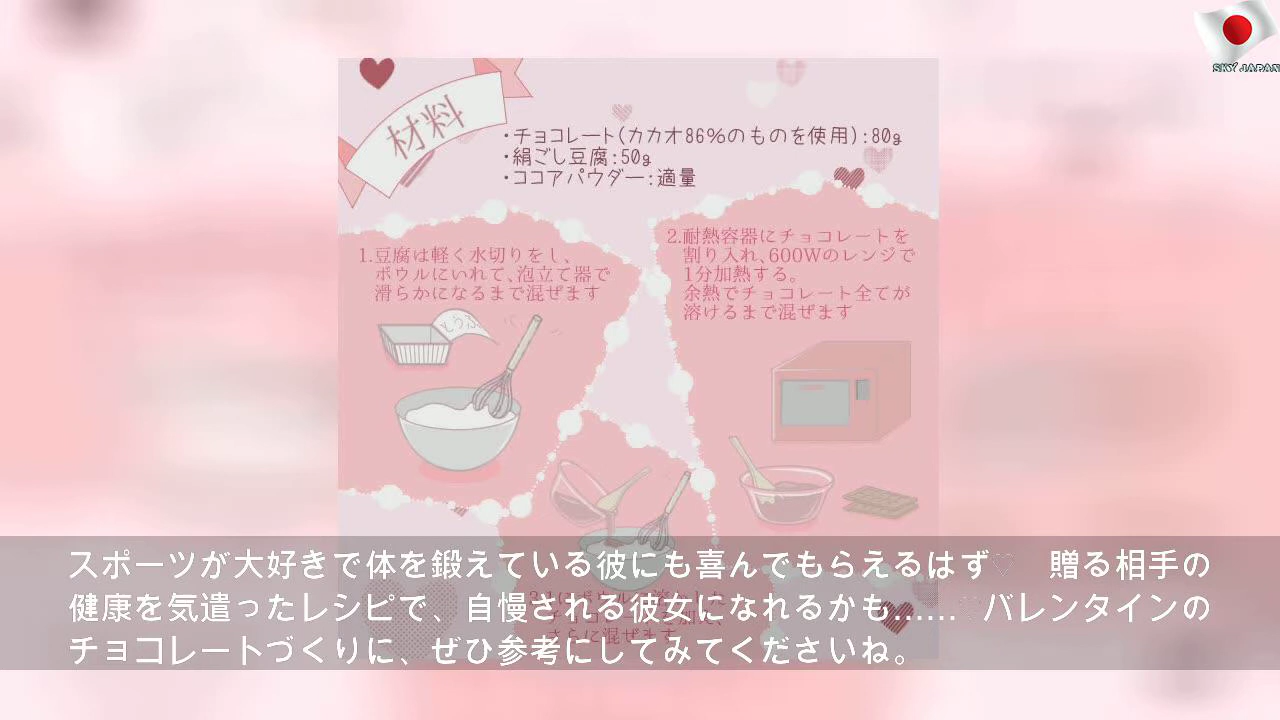 SKY JAPAN
材料
・チョコレート(カカオ86%のものを使用):80g
・絹ごし豆腐:50g
・ココアパウダー:適量
1.豆腐は軽く水切りをし、
ボウルにいれて、泡立て器で
滑らかになるまで混ぜます
とうふ
2.耐熱容器にチョコレートを
割り入れ、600Wのレンジで
1分加熱する。
余熱でチョコレート全てが
溶けるまで混ぜます
さらに混ぜます
スポーツが大好きで体を鍛えている彼にも喜んでもらえるはず♡　贈る相手の
健康を気遣ったレシピで、自慢される彼女になれるかも……♡バレンタインの
チョコレートづくりに、ぜひ参考にしてみてくださいね。